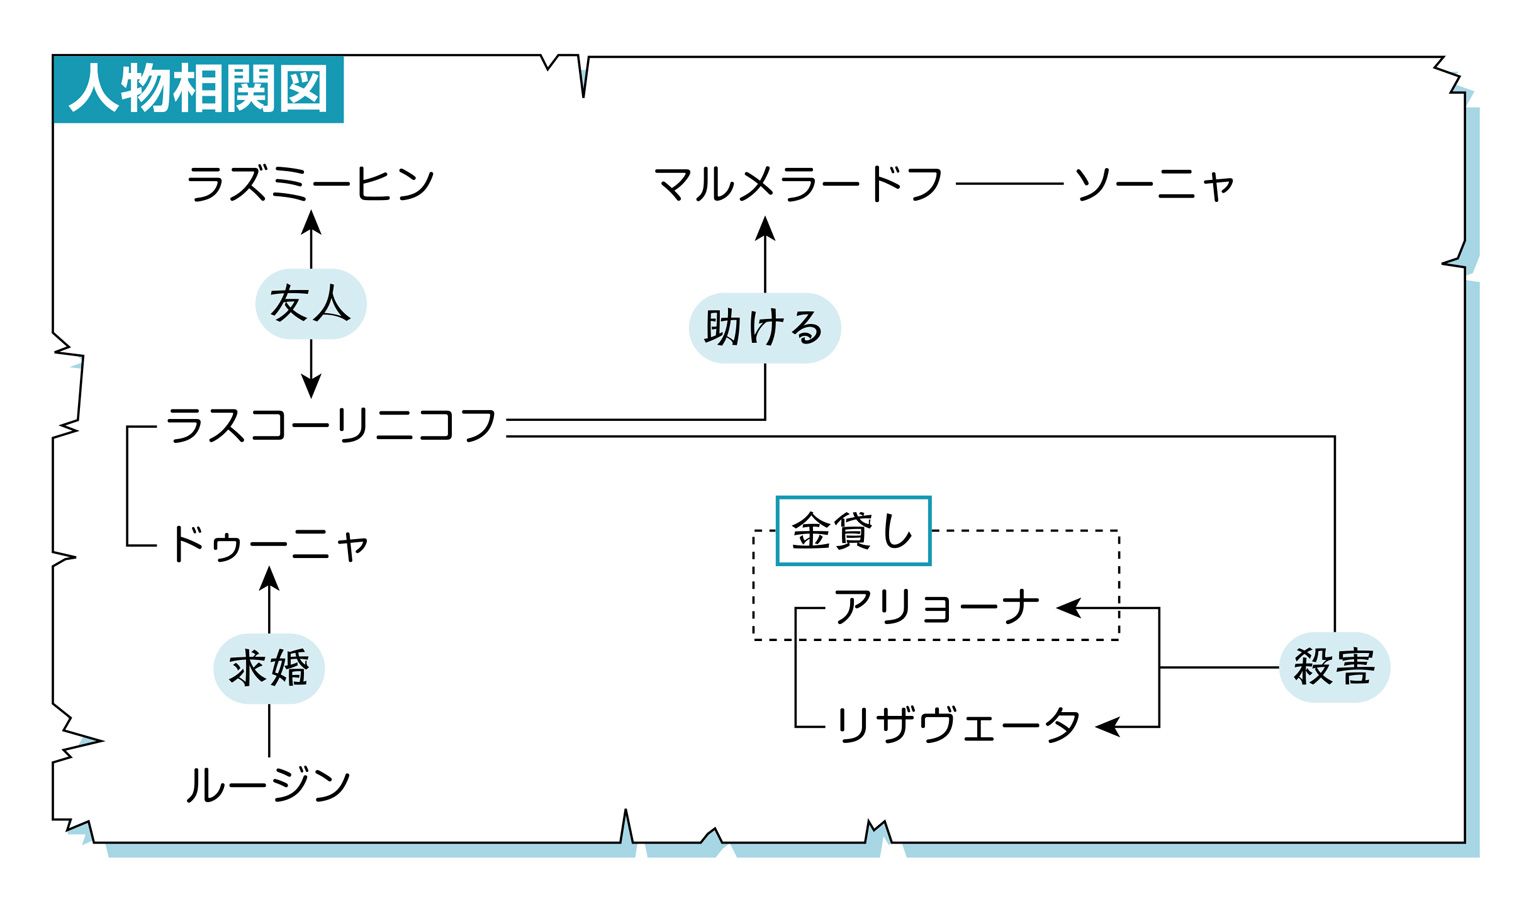 人物相関図
ラズミーヒン
マルメラードフ
ソーニャ
友人
助ける
ラスコーリニコフ
金貸し
ドゥーニャ
アリョーナ
求婚
殺害
リザヴェータ
ルージン